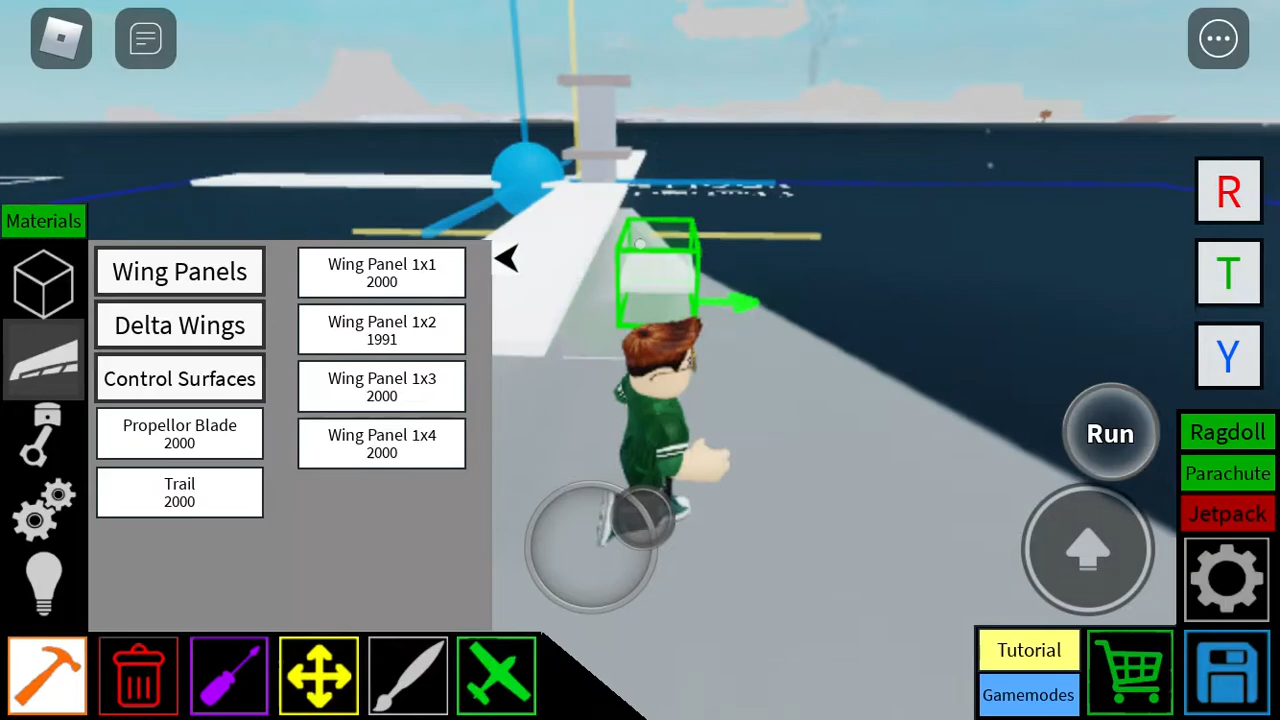 Materials
Wing Panels
Delta Wings
Control Surfaces
Propellor Blade
2000
Trail
2000
Wing Panel 1x1
2000
Wing Panel 1x2
1991
Wing Panel 1x3
2000
Wing Panel 1x4
2000
R
T
Y
Run
Ragdoll
Parachute
Jetpack
Tutorial
Gamemodes